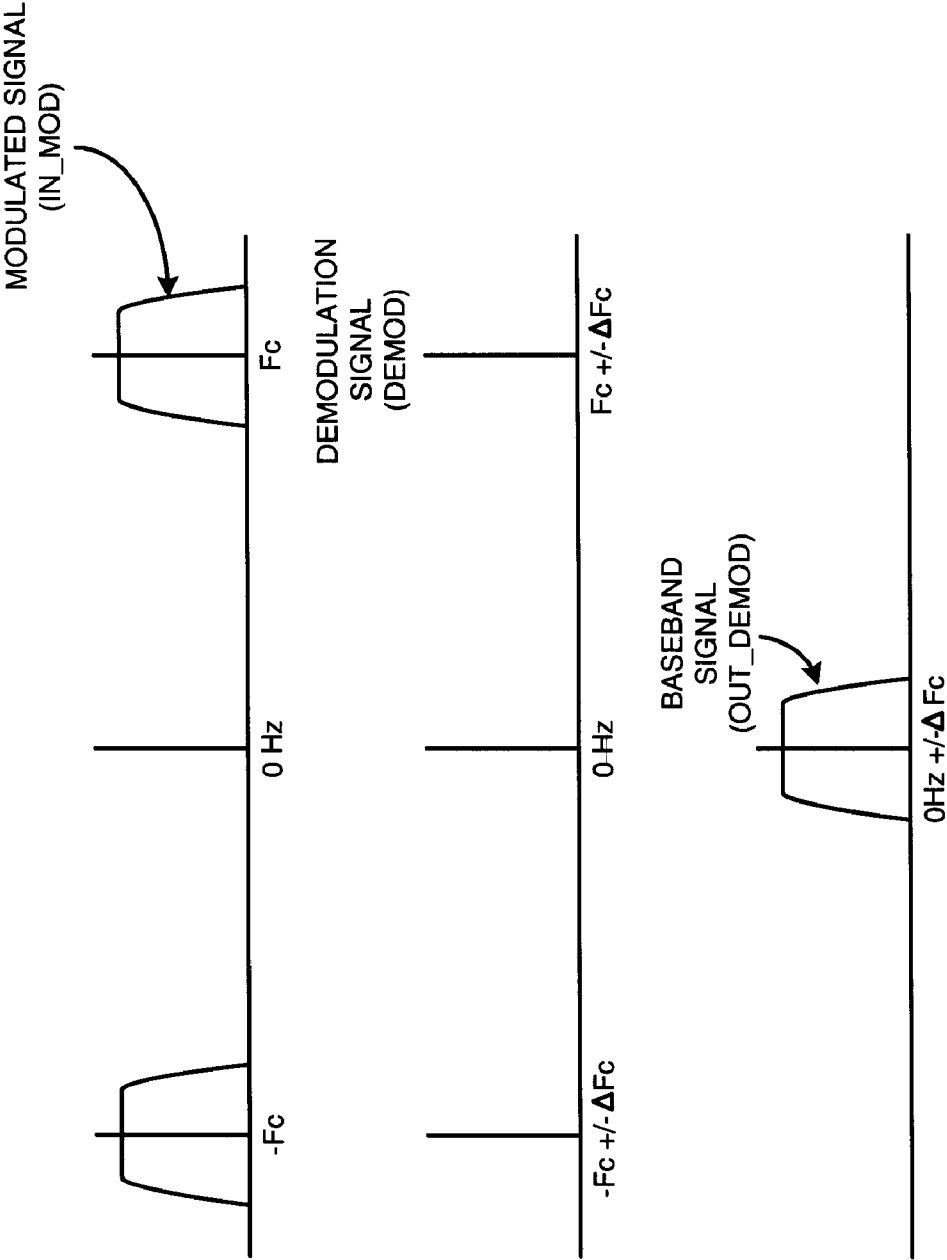 MODULATED SIGNAL
(IN_MOD)
-Fc
0 Hz
Fc
DEMODULATION
SIGNAL
(DEMOD)
-Fc +/-ΔFc
0 Hz
Fc +/-ΔFc
BASEBAND
SIGNAL
(OUT_DEMOD)
0Hz +/-Δ Fc